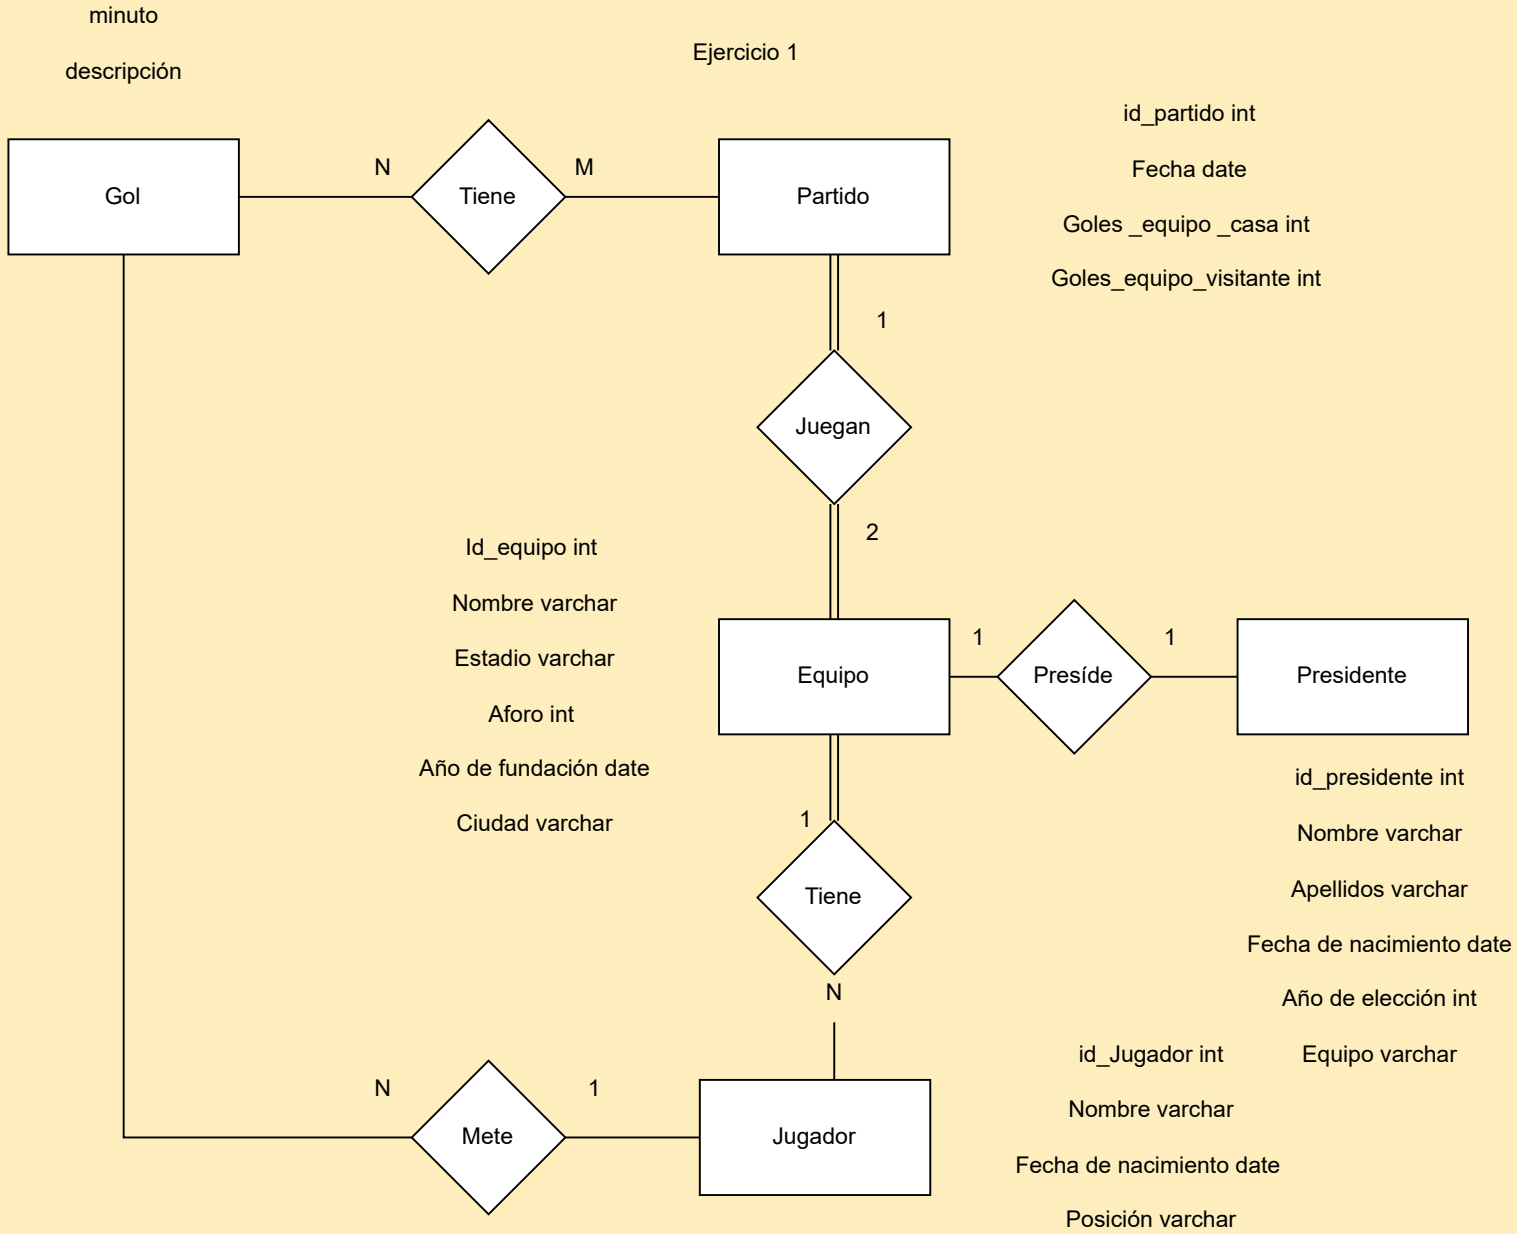 minuto
descripción
Ejercicio 1
id_partido int
Fecha date
Goles _equipo _casa int
Goles_equipo_visitante int
Gol
N
Tiene
M
Partido
1
Juegan
2
Id_equipo int
Nombre varchar
Estadio varchar
Aforo int
Año de fundación date
Ciudad varchar
Equipo
1
Presíde
1
Presidente
id_presidente int
Nombre varchar
Apellidos varchar
Fecha de nacimiento date
Año de elección int
Equipo varchar
1
Tiene
N
id_Jugador int
Nombre varchar
Fecha de nacimiento date
Posición varchar
N
Mete
1
Jugador